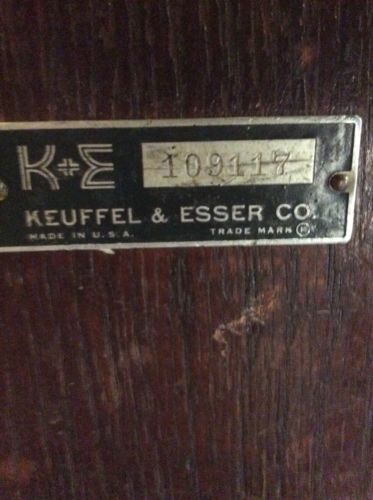 K+E 109117
KEUFFEL & ESSER CO.
MADE IN U.S.A. TRADE MARK ®